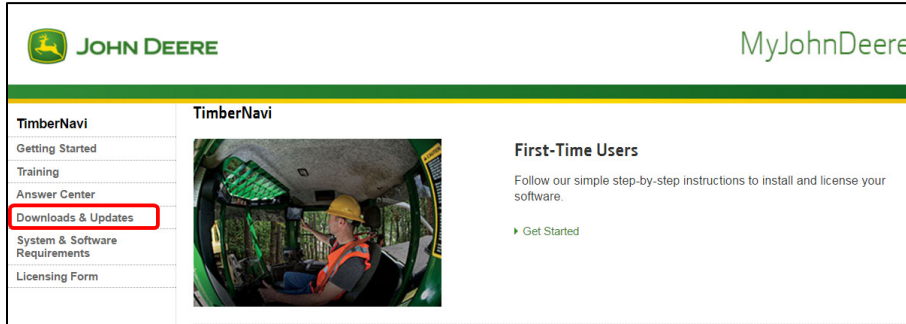 JOHN DEERE
MyJohnDeere
TimberNavi
Getting Started
Training
Answer Center
Downloads & Updates
System & Software
Requirements
Licensing Form
TimberNavi
First-Time Users
Follow our simple step-by-step instructions to install and license your
software.
Get Started